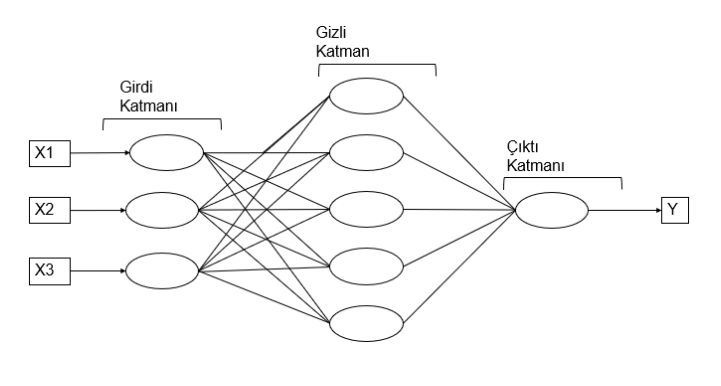 Gizli
Katman
Girdi
Katmanı
Çıktı
Katmanı
X1
X2
X3
Y